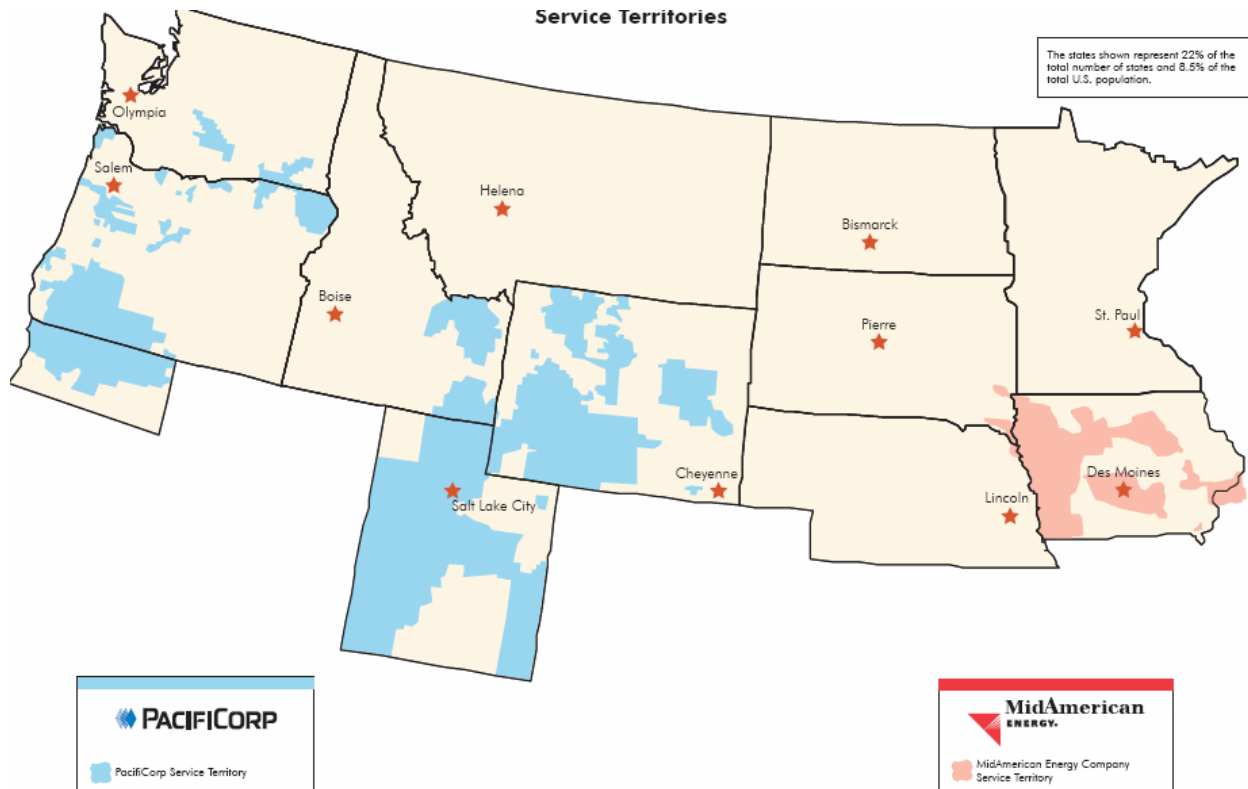 Service Territories
The states shown represent 22% of the
total number of states and 8.5% of the
total U.S. population.
Olympia
Salem
Helena
Bismarck
Boise
Pierre
St. Paul
Cheyenne
Des Moines
Lincoln
Salt Lake City
PACIFICORP
PacifiCorp Service Territory
MidAmerican
ENERGY.
MidAmerican Energy Company
Service Territory